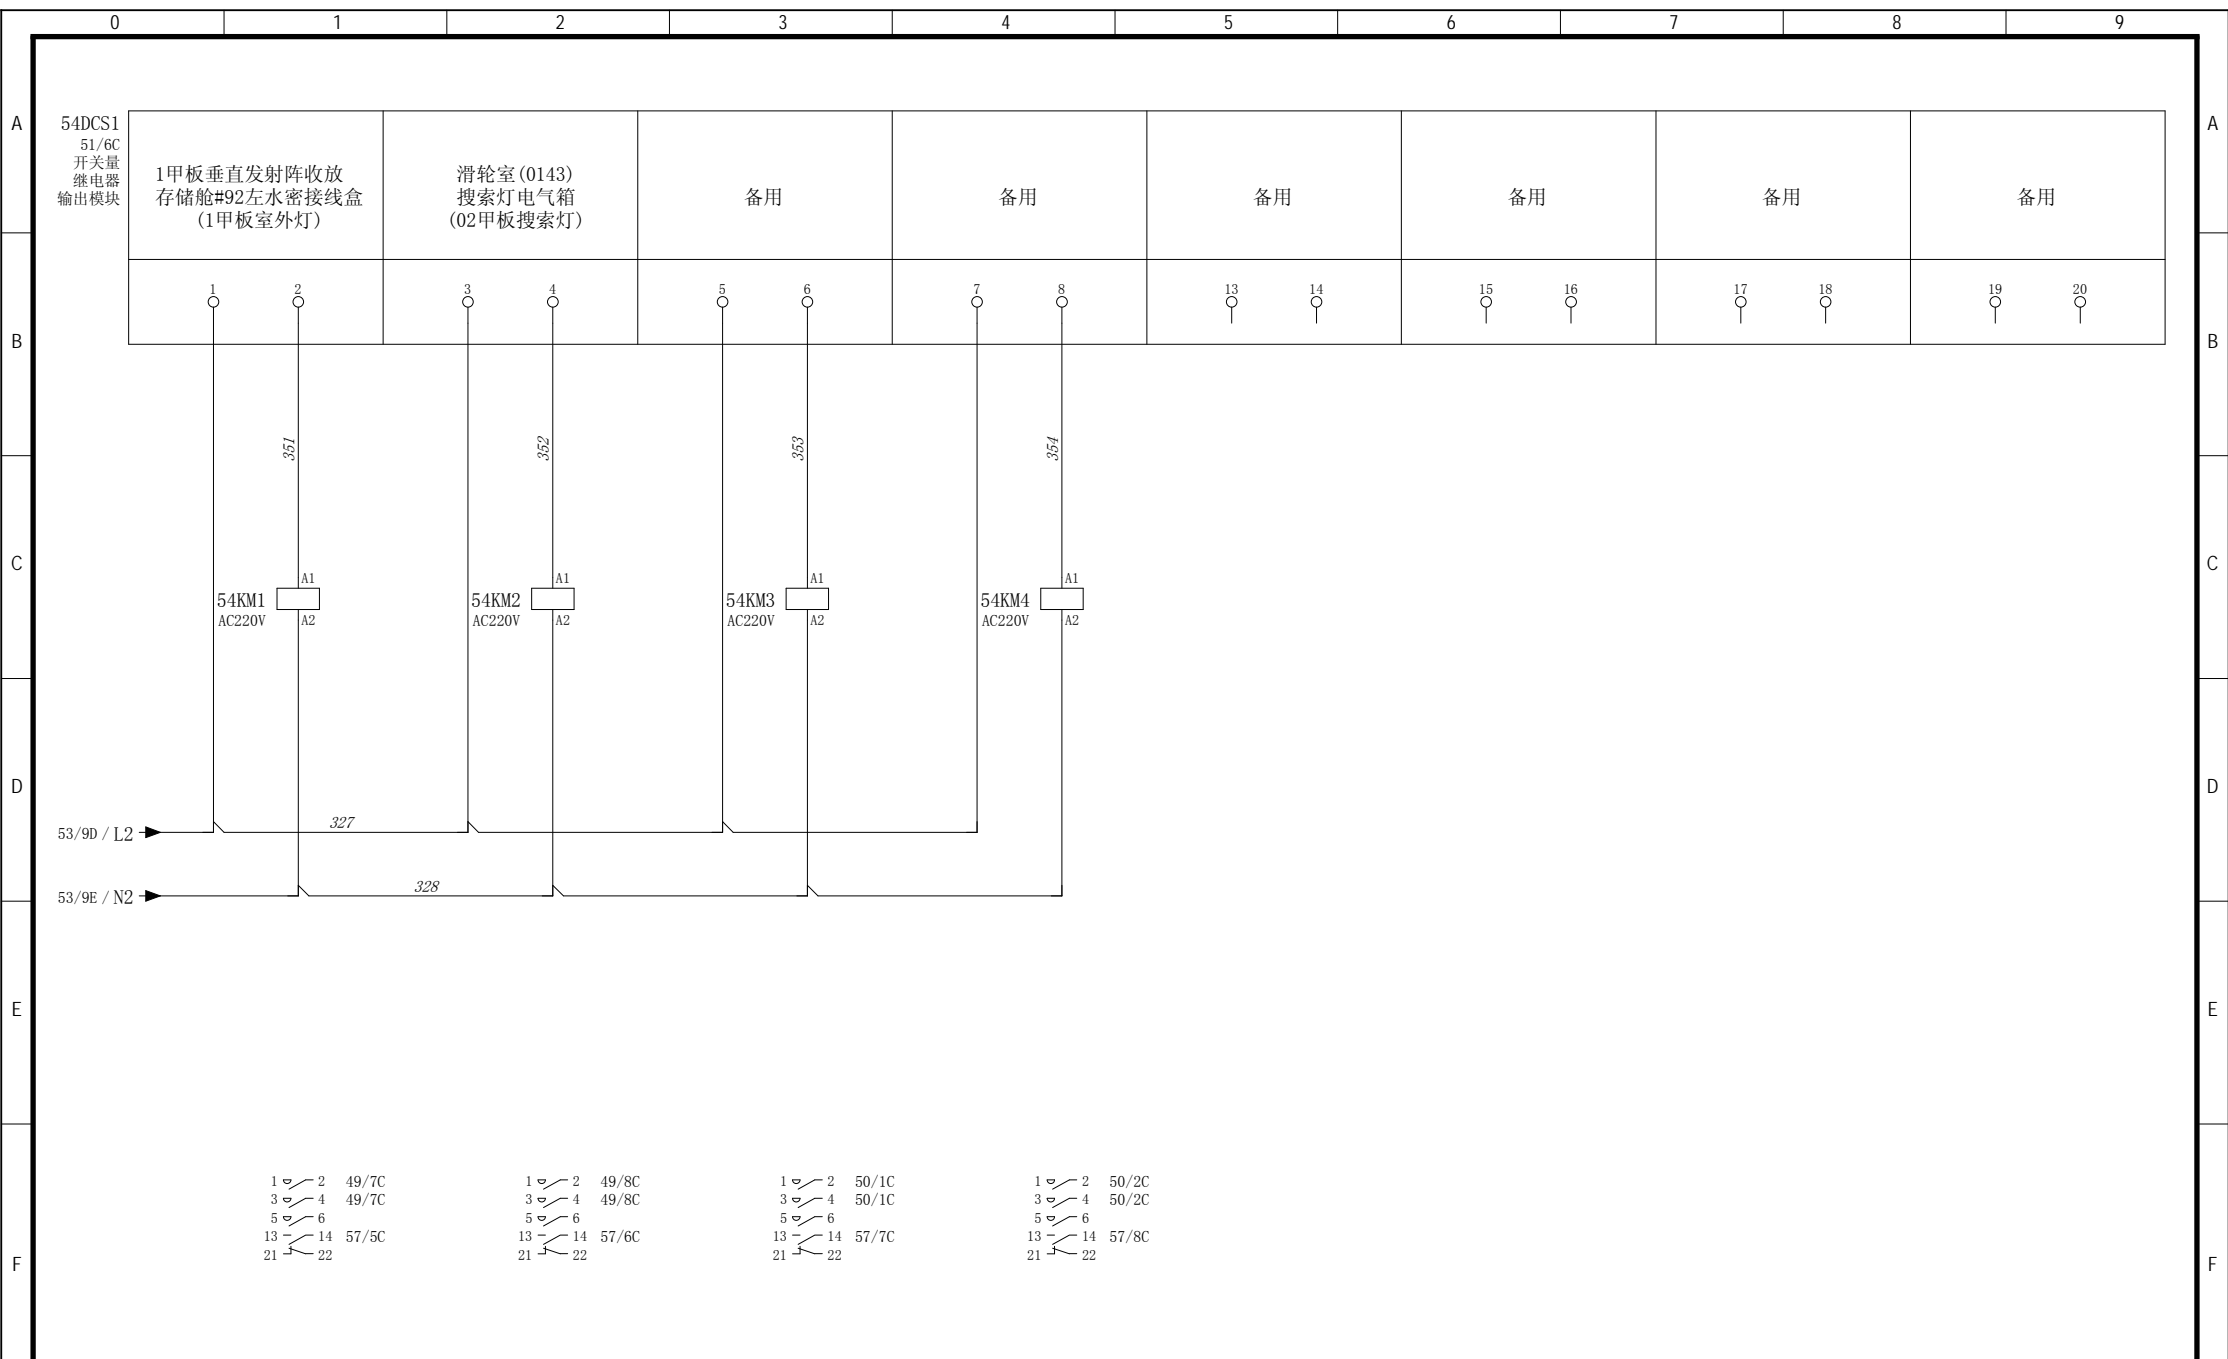 0 1 2 3 4 5 6 7 8 9
A A
54DCS1
51/6C
开关量
继电器
输出模块
1甲板垂直发射阵收放
存储舱#92左水密接线盒
(1甲板室外灯)
滑轮室(0143)
搜索灯电气箱
(02甲板搜索灯)
备用 备用 备用 备用 备用 备用
1 2 3 4 5 6 7 8 13 14 15 16 17 18 19 20
B B
351 352 353 354
C C
A1 A1 A1 A1
54KM1 54KM2 54KM3 54KM4
AC220V A2 AC220V A2 AC220V A2 AC220V A2
D D
327
53/9D / L2
328
53/9E / N2
E E
1 2 49/7C 1 2 49/8C 1 2 50/1C 1 2 50/2C
3 4 49/7C 3 4 49/8C 3 4 50/1C 3 4 50/2C
5 6 5 6 5 6 5 6
13 14 57/5C 13 14 57/6C 13 14 57/7C 13 14 57/8C
21 22 21 22 21 22 21 22
F F